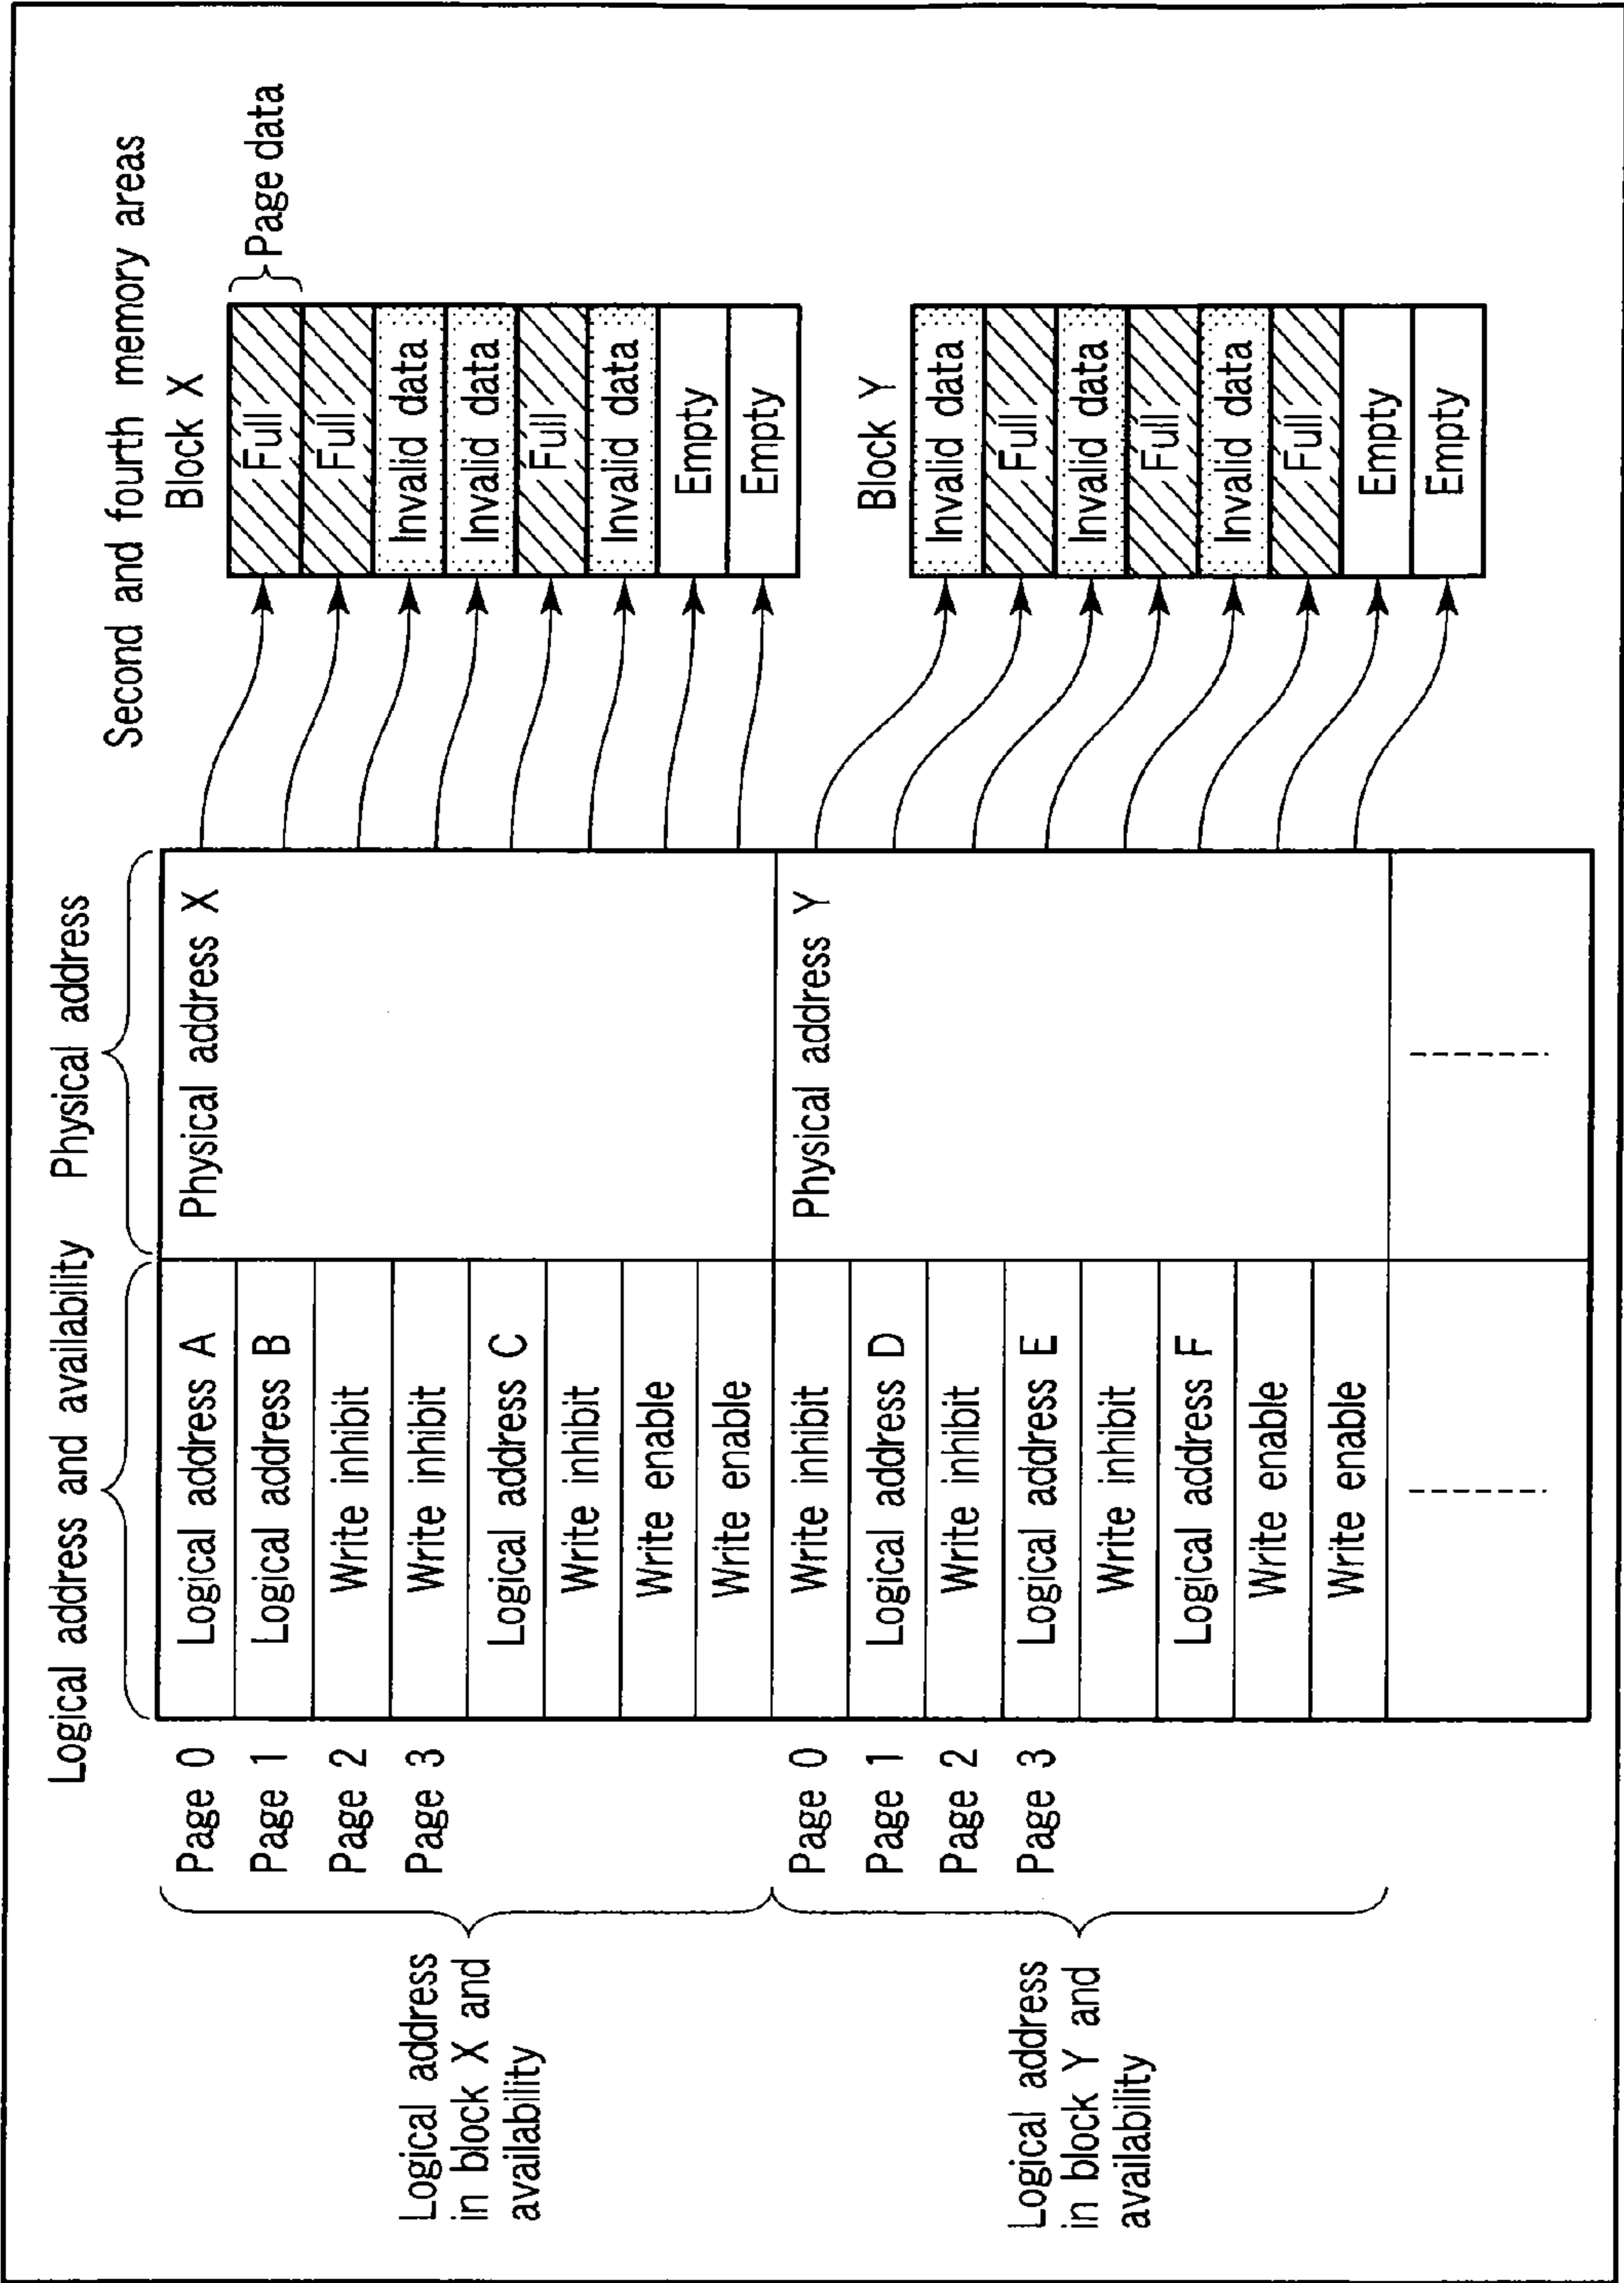 Logical address and availability
Physical address
Second and fourth memory areas
Logical address
in block X and
availability
Page 0
Page 1
Page 2
Page 3
Logical address A
Logical address B
Write inhibit
Write inhibit
Logical address C
Write inhibit
Write enable
Write enable
Physical address X
Block X
Full
Full
Invalid data
Invalid data
Full
Invalid data
Empty
Empty
Page data
Logical address
in block Y and
availability
Page 0
Page 1
Page 2
Page 3
Write inhibit
Logical address D
Write inhibit
Logical address E
Write inhibit
Logical address F
Write enable
Write enable
Physical address Y
Block Y
Invalid data
Full
Invalid data
Full
Invalid data
Full
Empty
Empty